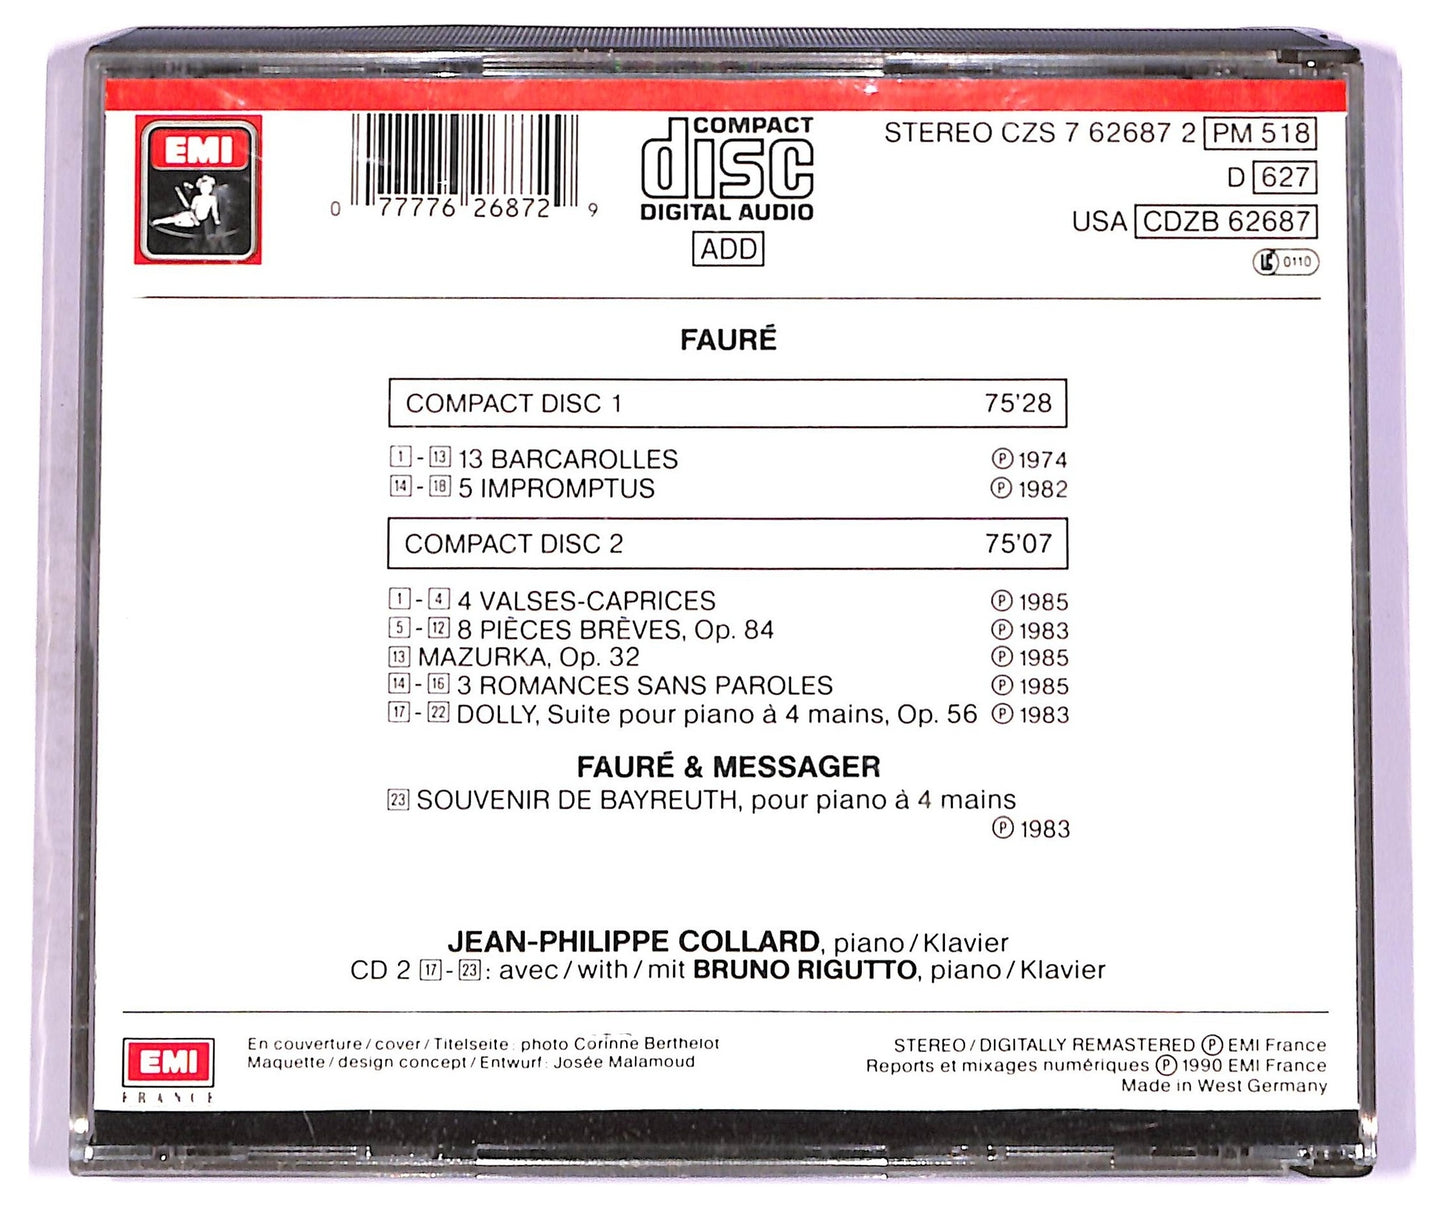 EMI
0 77776 26872 9
COMPACT
disc
DIGITAL AUDIO
ADD
STEREO CZS 7 62687 2 PM 518
D 627
USA CDZB 62687
LC 0110
FAURÉ
COMPACT DISC 1 75'28
1 - 13 13 BARCAROLLES Ⓟ 1974
14 - 18 5 IMPROMPTUS Ⓟ 1982
COMPACT DISC 2 75'07
1 - 4 4 VALSES-CAPRICES Ⓟ 1985
5 - 12 8 PIÈCES BRÈVES, Op. 84 Ⓟ 1983
13 MAZURKA, Op. 32 Ⓟ 1985
14 - 16 3 ROMANCES SANS PAROLES Ⓟ 1985
17 - 22 DOLLY, Suite pour piano à 4 mains, Op. 56 Ⓟ 1983
FAURÉ & MESSAGER
23 SOUVENIR DE BAYREUTH, pour piano à 4 mains
Ⓟ 1983
JEAN-PHILIPPE COLLARD, piano/Klavier
CD 2 17 - 23: avec/with/mit BRUNO RIGUTTO, piano/Klavier
EMI
FRANCE
En couverture/cover/Titelseite: photo Corinne Berthelot
Maquette/design concept/Entwurf: Josée Malamoud
STEREO/DIGITALLY REMASTERED Ⓟ EMI France
Reports et mixages numériques Ⓟ 1990 EMI France
Made in West Germany